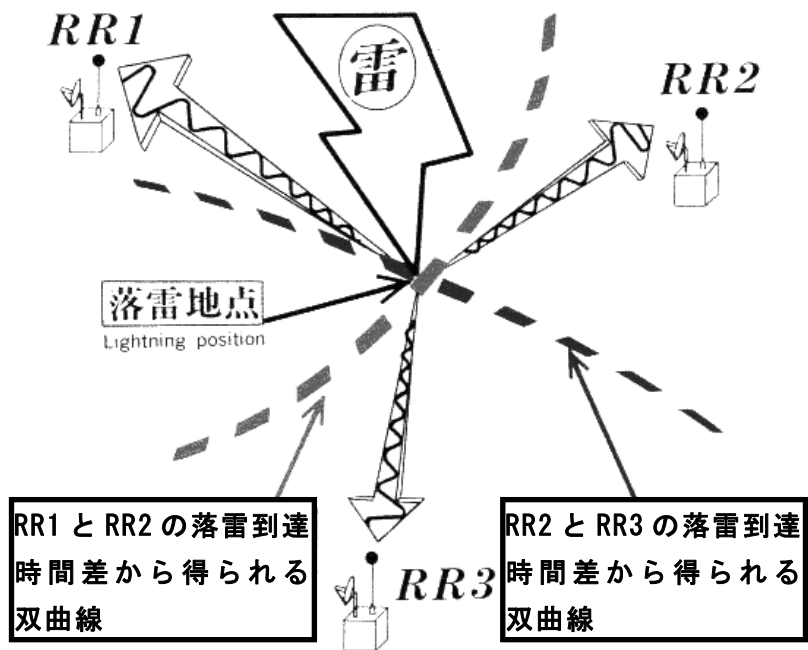 RR1
雷
RR2
落雷地点
Lightning position
RR1とRR2の落雷到達
時間差から得られる
双曲線
RR2とRR3の落雷到達
時間差から得られる
双曲線
RR3